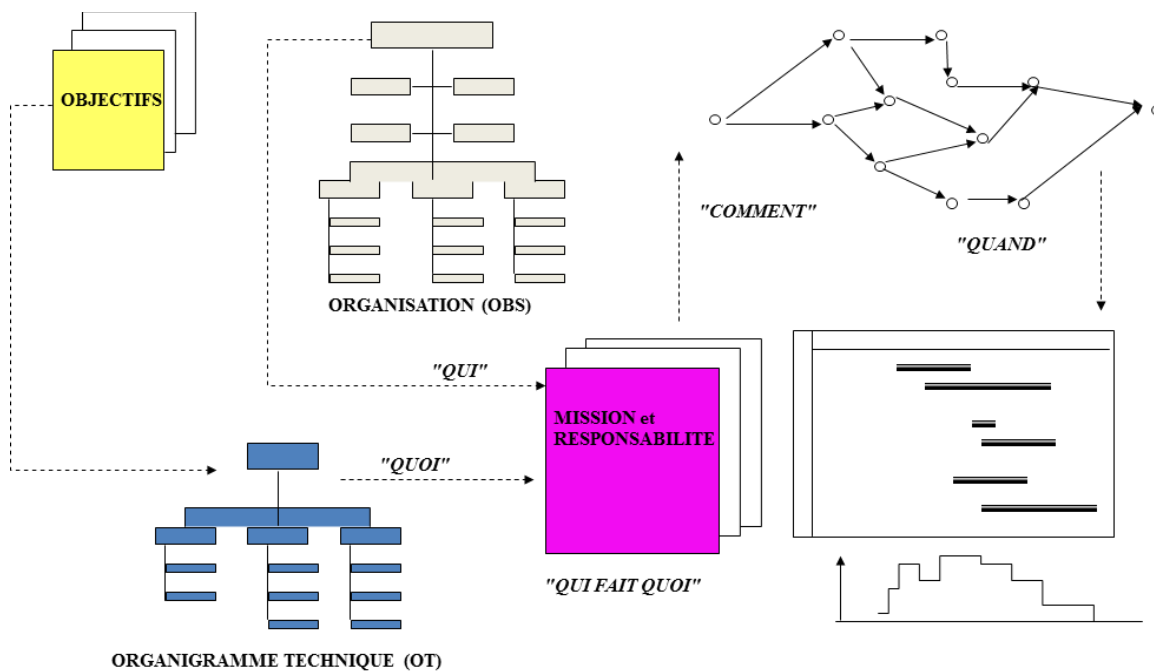 OBJECTIFS
ORGANISATION (OBS)
"COMMENT"
"QUAND"
"QUI"
MISSION et
RESPONSABILITE
"QUOI"
"QUI FAIT QUOI"
ORGANIGRAMME TECHNIQUE (OT)